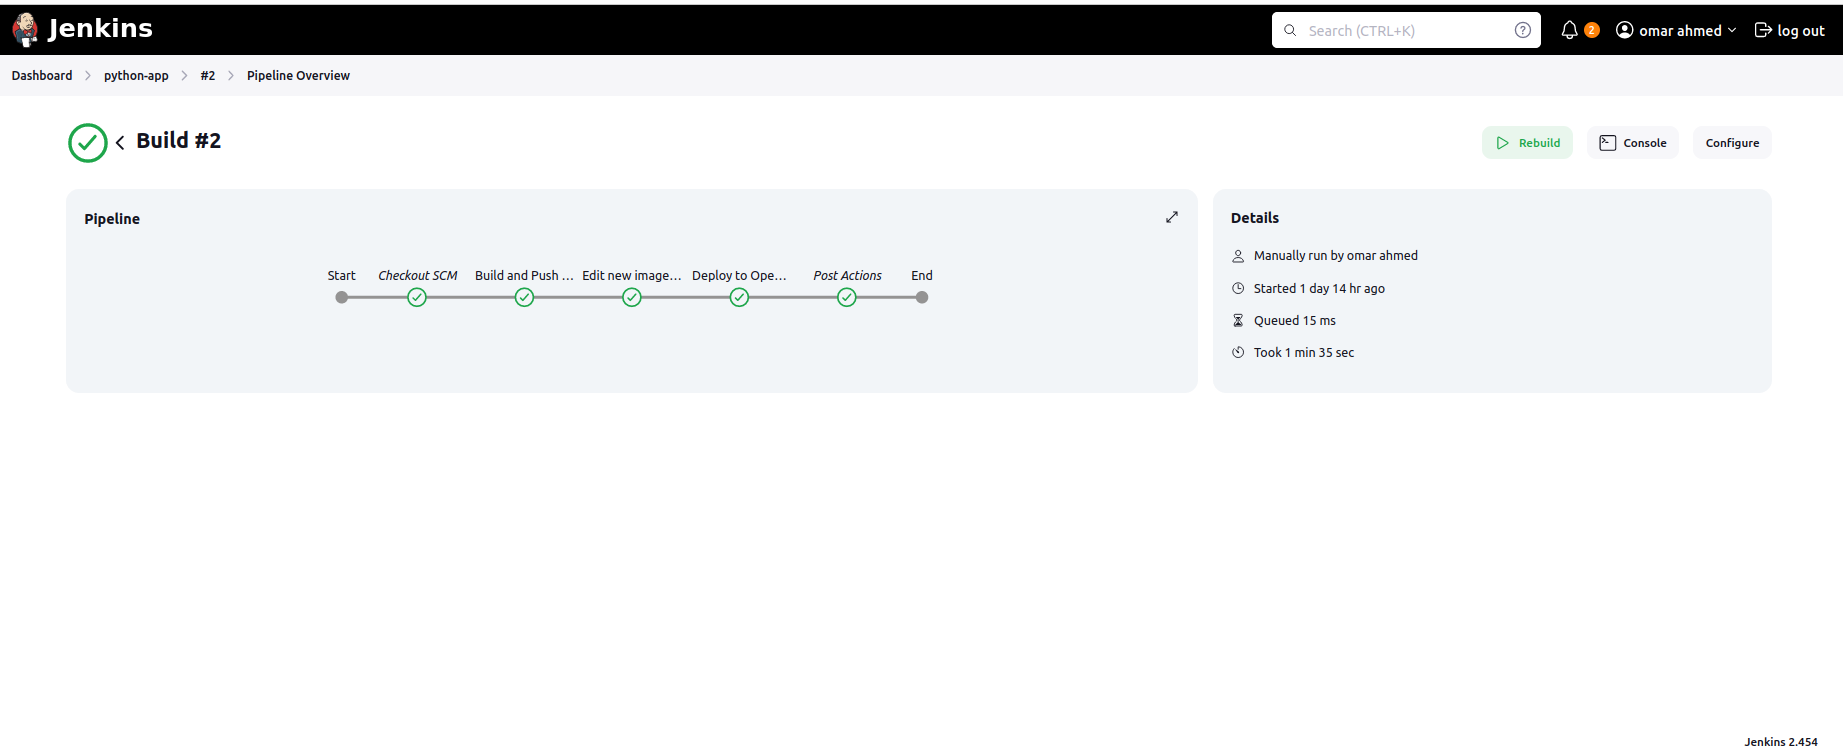 Jenkins
Search (CTRL+K)
2
omar ahmed
log out
Dashboard
python-app
#2
Pipeline Overview
Build #2
Rebuild
Console
Configure
Pipeline
Start
Checkout SCM
Build and Push ...
Edit new image...
Deploy to Ope...
Post Actions
End
Details
Manually run by omar ahmed
Started 1 day 14 hr ago
Queued 15 ms
Took 1 min 35 sec
Jenkins 2.454